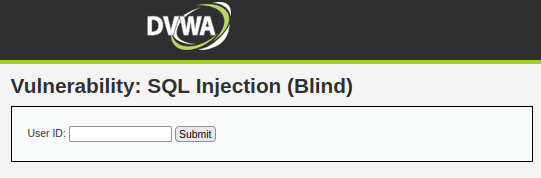 DVWA
Vulnerability: SQL Injection (Blind)
User ID: Submit